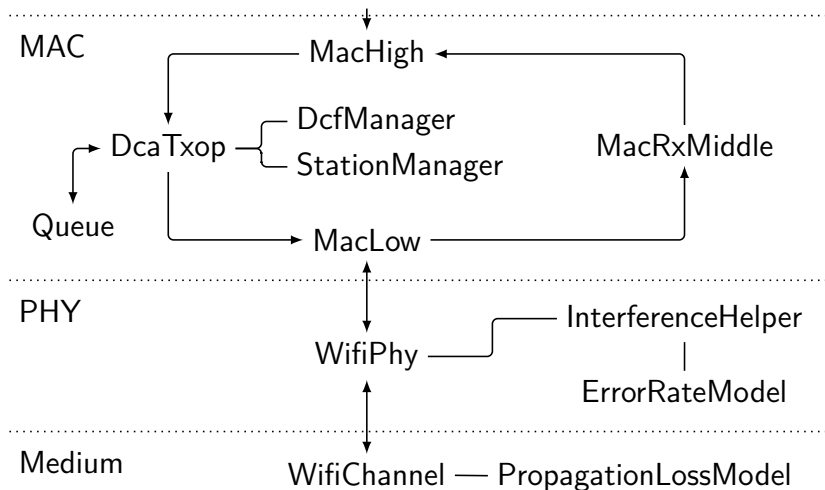 MAC
MacHigh
DcfManager
DcaTxop
MacRxMiddle
StationManager
Queue
MacLow
PHY
InterferenceHelper
WifiPhy
ErrorRateModel
Medium
WifiChannel
PropagationLossModel